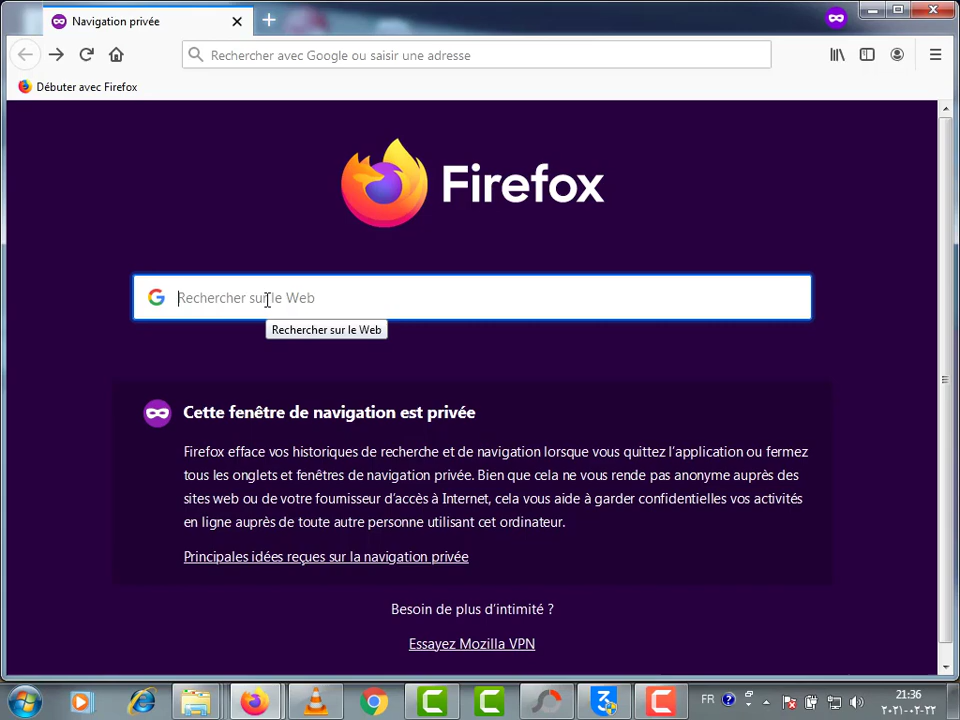 Navigation privée
Rechercher avec Google ou saisir une adresse
Débuter avec Firefox
Firefox
Rechercher sur le Web
Rechercher sur le Web
Cette fenêtre de navigation est privée
Firefox efface vos historiques de recherche et de navigation lorsque vous quittez l'application ou fermez
tous les onglets et fenêtres de navigation privée. Bien que cela ne vous rende pas anonyme auprès des
sites web ou de votre fournisseur d'accès à Internet, cela vous aide à garder confidentielles vos activités
en ligne auprès de toute autre personne utilisant cet ordinateur.
Principales idées reçues sur la navigation privée
Besoin de plus d'intimité ?
Essayez Mozilla VPN
FR
21:36
٢٠٢١-٠٢-٢٢